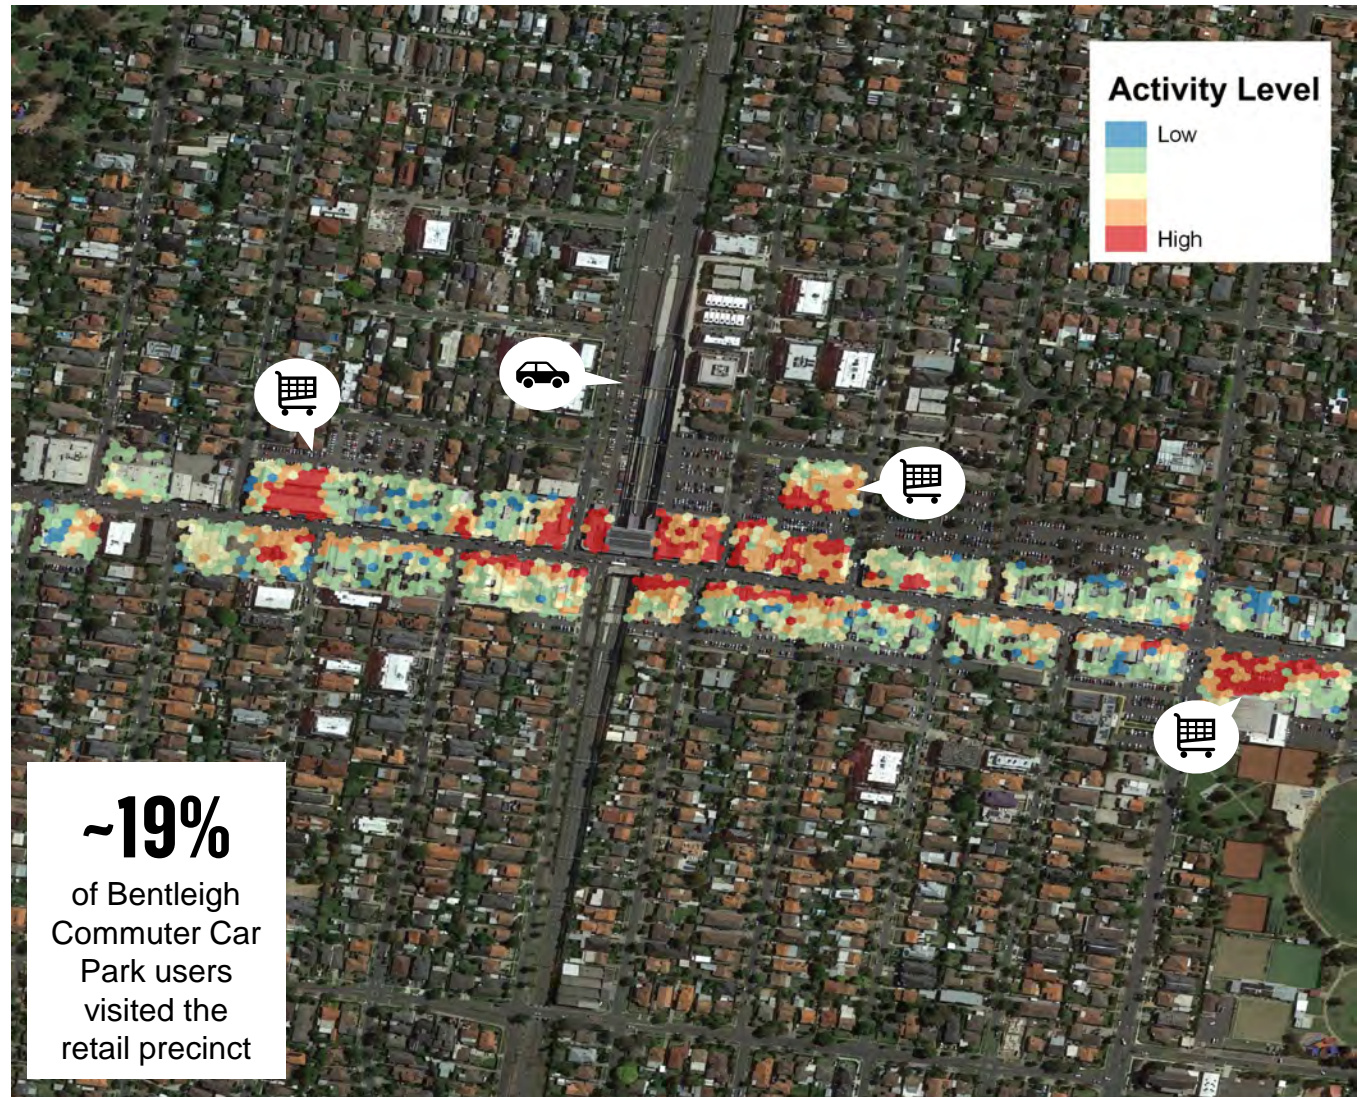 Activity Level
Low
High
~19%
of Bentleigh
Commuter Car
Park users
visited the
retail precinct